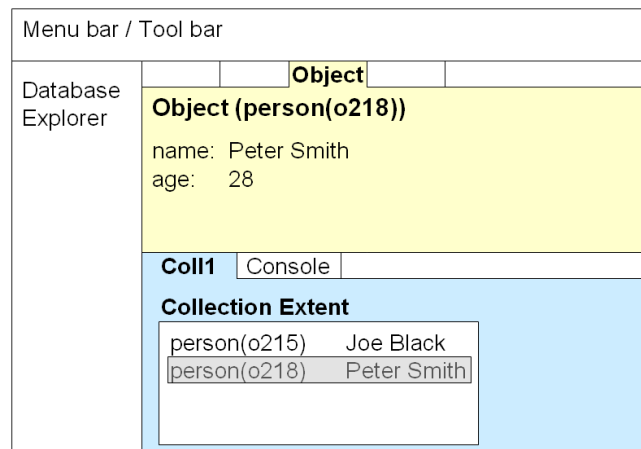 Menu bar / Tool bar
Database
Explorer
Object
Object (person(o218))
name: Peter Smith
age: 28
Coll1 Console
Collection Extent
person(o215) Joe Black
person(o218) Peter Smith